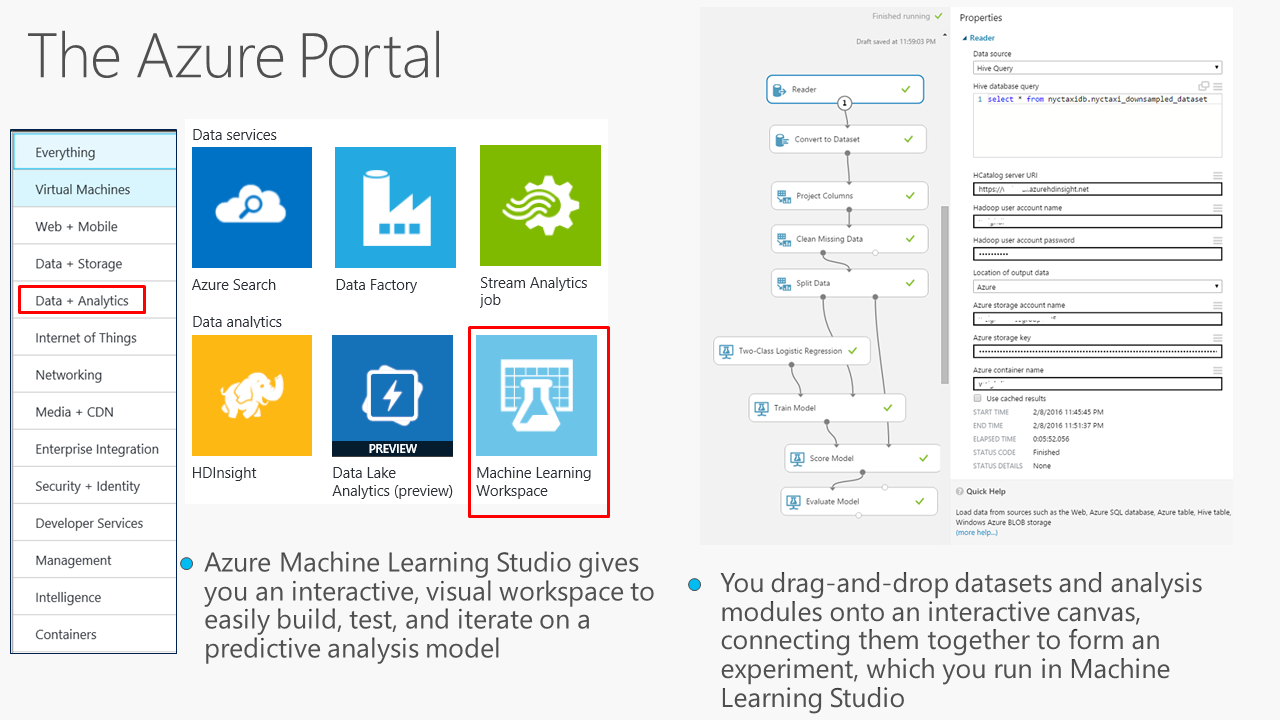 The Azure Portal
Everything
Virtual Machines
Web + Mobile
Data + Storage
Data + Analytics
Internet of Things
Networking
Media + CDN
Enterprise Integration
Security + Identity
Developer Services
Management
Intelligence
Containers
Data services
Azure Search
Data Factory
Stream Analytics
job
Data analytics
HDInsight
PREVIEW
Data Lake
Analytics (preview)
Machine Learning
Workspace
Azure Machine Learning Studio gives
you an interactive, visual workspace to
easily build, test, and iterate on a
predictive analysis model
Finished running
Draft saved at 11:59:03 PM
Reader
1
Convert to Dataset
Project Columns
Clean Missing Data
Split Data
Two-Class Logistic Regression
Train Model
Score Model
Evaluate Model
Properties
Reader
Data source
Hive Query
Hive database query
1 select * from nyctaxidb.nyctaxi_downsampled_dataset
HCatalog server URI
https:// azurehdinsight.net
Hadoop user account name
Hadoop user account password
Location of output data
Azure
Azure storage account name
Azure storage key
Azure container name
Use cached results
START TIME 2/8/2016 11:45:45 PM
END TIME 2/8/2016 11:51:37 PM
ELAPSED TIME 0:05:52.056
STATUS CODE Finished
STATUS DETAILS None
Quick Help
Load data from sources such as the Web, Azure SQL database, Azure table, Hive table,
Windows Azure BLOB storage
(more help...)
You drag-and-drop datasets and analysis
modules onto an interactive canvas,
connecting them together to form an
experiment, which you run in Machine
Learning Studio